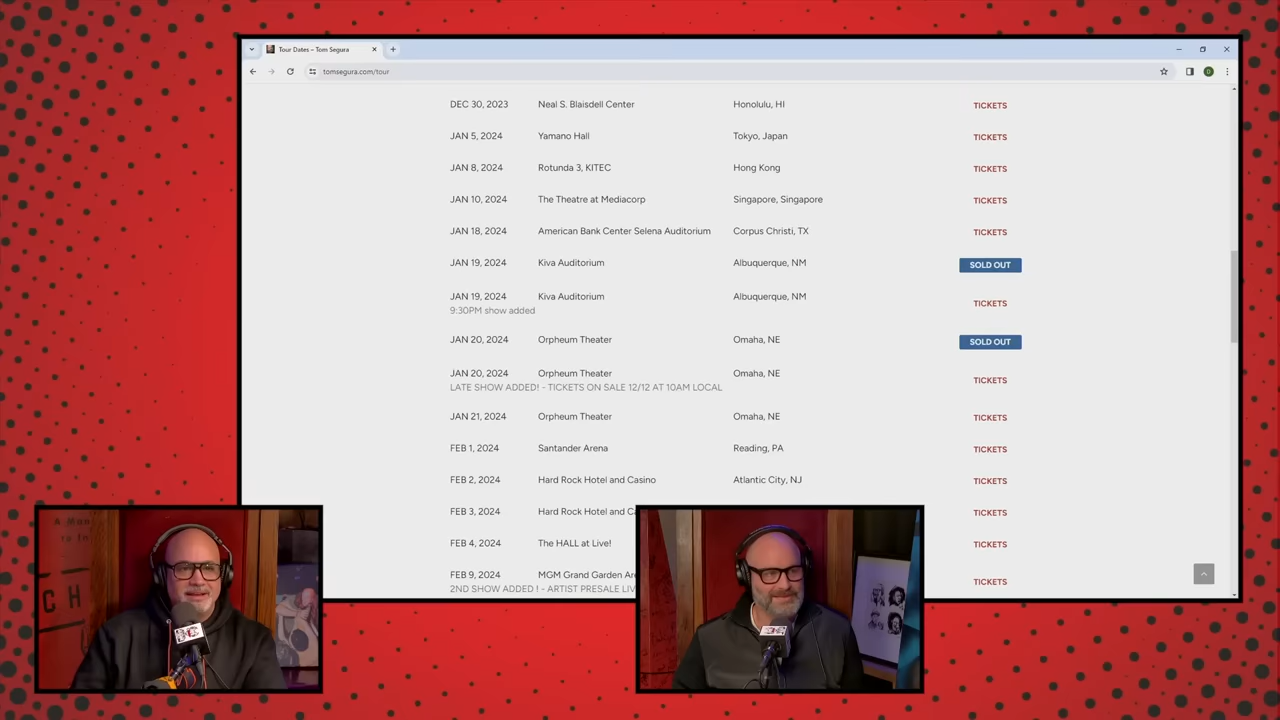 Tour Dates – Tom Segura
tomsegura.com/tour
DEC 30, 2023 Neal S. Blaisdell Center Honolulu, HI TICKETS
JAN 5, 2024 Yamano Hall Tokyo, Japan TICKETS
JAN 8, 2024 Rotunda 3, KITEC Hong Kong TICKETS
JAN 10, 2024 The Theatre at Mediacorp Singapore, Singapore TICKETS
JAN 18, 2024 American Bank Center Selena Auditorium Corpus Christi, TX TICKETS
JAN 19, 2024 Kiva Auditorium Albuquerque, NM SOLD OUT
JAN 19, 2024 Kiva Auditorium Albuquerque, NM TICKETS
9:30PM show added
JAN 20, 2024 Orpheum Theater Omaha, NE SOLD OUT
JAN 20, 2024 Orpheum Theater Omaha, NE TICKETS
LATE SHOW ADDED! - TICKETS ON SALE 12/12 AT 10AM LOCAL
JAN 21, 2024 Orpheum Theater Omaha, NE TICKETS
FEB 1, 2024 Santander Arena Reading, PA TICKETS
FEB 2, 2024 Hard Rock Hotel and Casino Atlantic City, NJ TICKETS
FEB 3, 2024 Hard Rock Hotel and TICKETS
FEB 4, 2024 The HALL at Live! TICKETS
FEB 9, 2024 MGM Grand Garden TICKETS
2ND SHOW ADDED ! - ARTIST PRESALE
A Man
CH